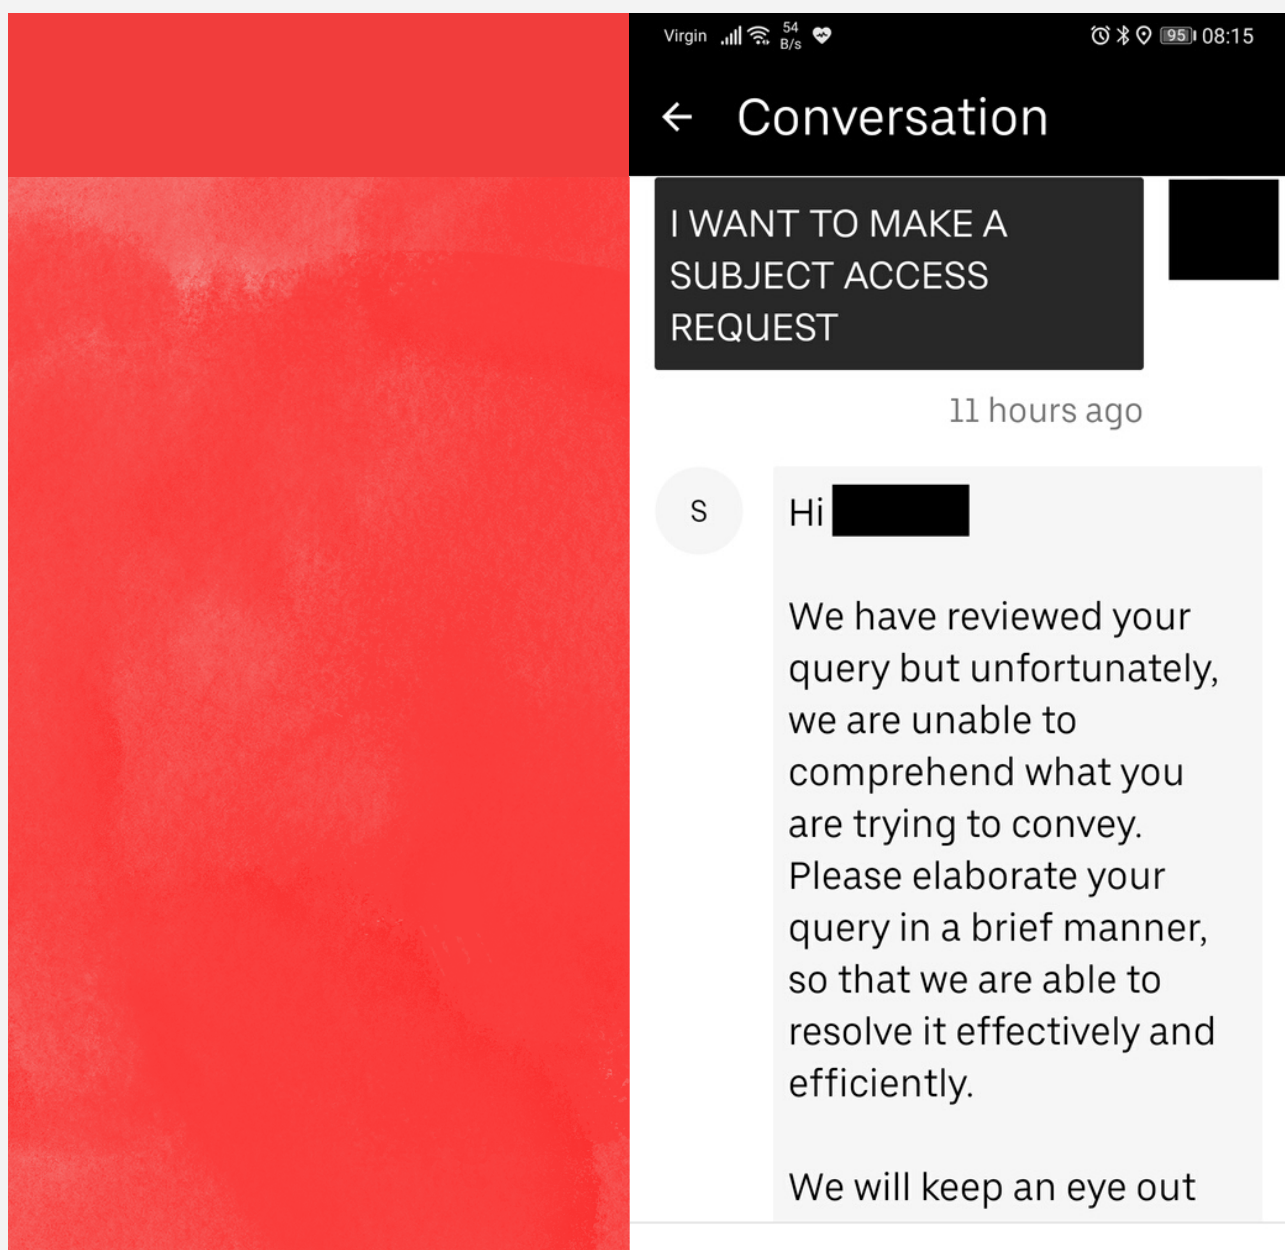 Virgin 54 B/s 95 08:15
Conversation
I WANT TO MAKE A
SUBJECT ACCESS
REQUEST
11 hours ago
S
Hi
We have reviewed your
query but unfortunately,
we are unable to
comprehend what you
are trying to convey.
Please elaborate your
query in a brief manner,
so that we are able to
resolve it effectively and
efficiently.
We will keep an eye out